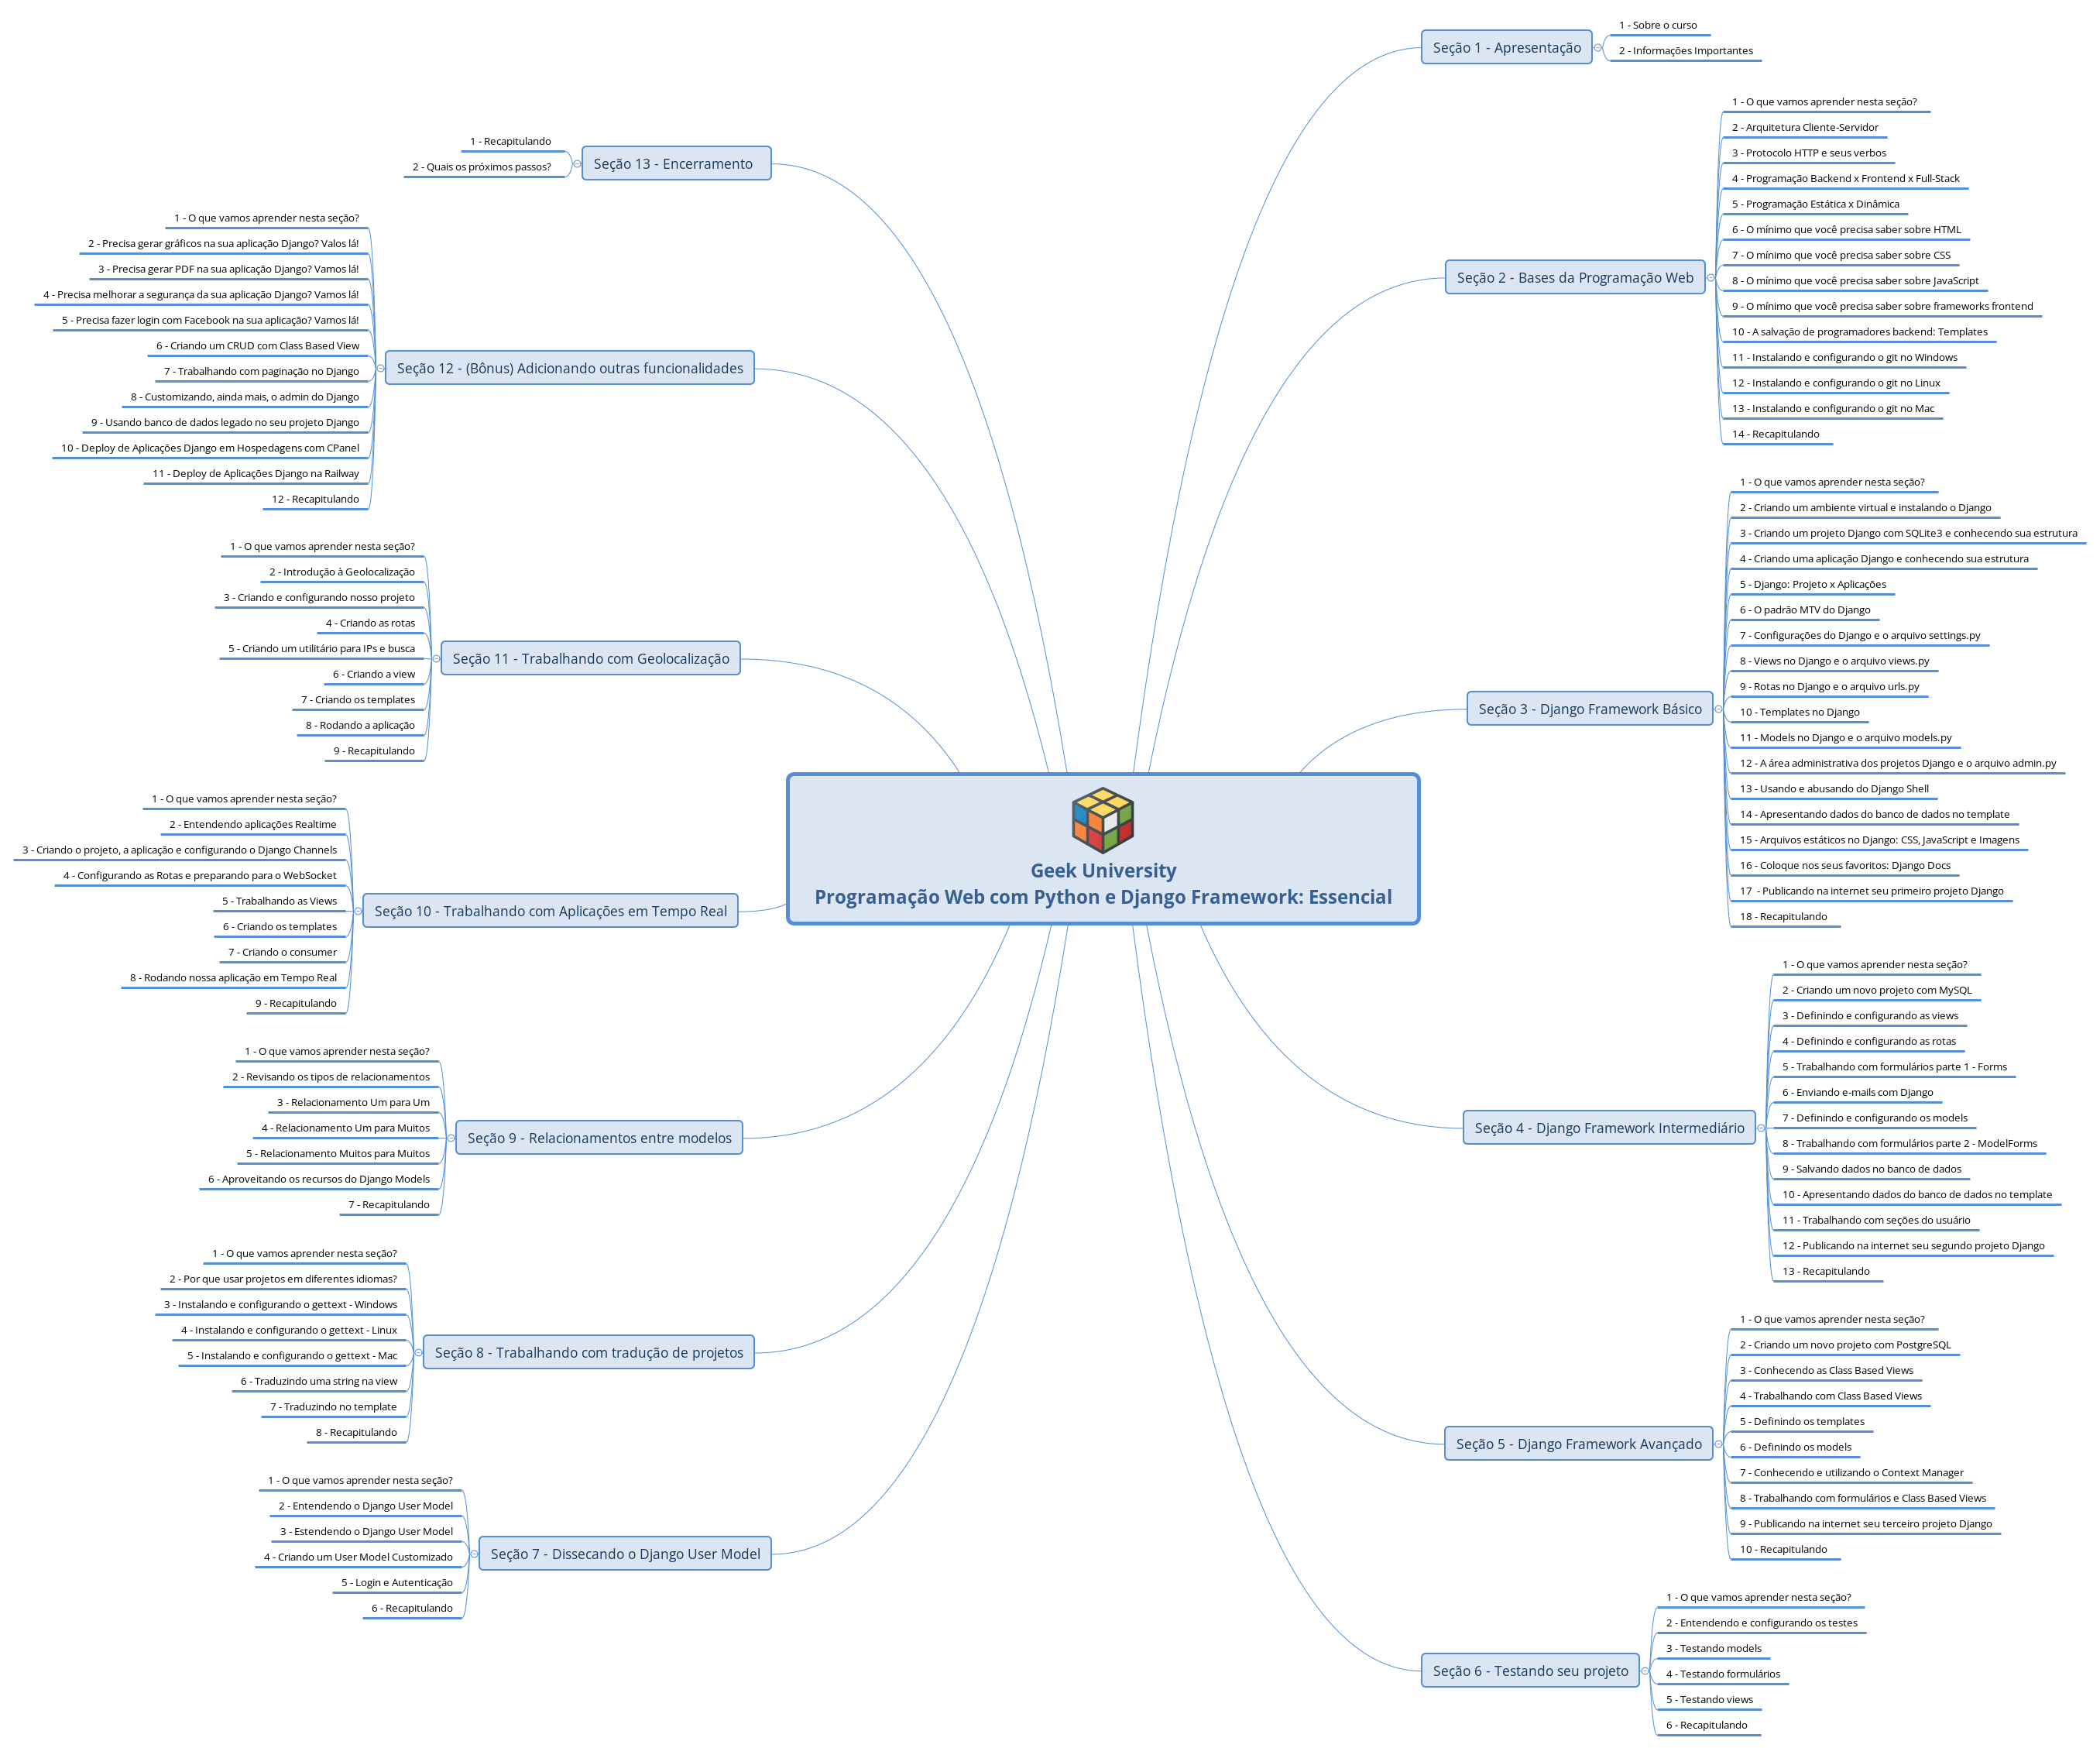 Geek University
Programação Web com Python e Django Framework: Essencial
Seção 1 - Apresentação
1 - Sobre o curso
2 - Informações Importantes
Seção 2 - Bases da Programação Web
1 - O que vamos aprender nesta seção?
2 - Arquitetura Cliente-Servidor
3 - Protocolo HTTP e seus verbos
4 - Programação Backend x Frontend x Full-Stack
5 - Programação Estática x Dinâmica
6 - O mínimo que você precisa saber sobre HTML
7 - O mínimo que você precisa saber sobre CSS
8 - O mínimo que você precisa saber sobre JavaScript
9 - O mínimo que você precisa saber sobre frameworks frontend
10 - A salvação de programadores backend: Templates
11 - Instalando e configurando o git no Windows
12 - Instalando e configurando o git no Linux
13 - Instalando e configurando o git no Mac
14 - Recapitulando
Seção 3 - Django Framework Básico
1 - O que vamos aprender nesta seção?
2 - Criando um ambiente virtual e instalando o Django
3 - Criando um projeto Django com SQLite3 e conhecendo sua estrutura
4 - Criando uma aplicação Django e conhecendo sua estrutura
5 - Django: Projeto x Aplicações
6 - O padrão MTV do Django
7 - Configurações do Django e o arquivo settings.py
8 - Views no Django e o arquivo views.py
9 - Rotas no Django e o arquivo urls.py
10 - Templates no Django
11 - Models no Django e o arquivo models.py
12 - A área administrativa dos projetos Django e o arquivo admin.py
13 - Usando e abusando do Django Shell
14 - Apresentando dados do banco de dados no template
15 - Arquivos estáticos no Django: CSS, JavaScript e Imagens
16 - Coloque nos seus favoritos: Django Docs
17  - Publicando na internet seu primeiro projeto Django
18 - Recapitulando
Seção 4 - Django Framework Intermediário
1 - O que vamos aprender nesta seção?
2 - Criando um novo projeto com MySQL
3 - Definindo e configurando as views
4 - Definindo e configurando as rotas
5 - Trabalhando com formulários parte 1 - Forms
6 - Enviando e-mails com Django
7 - Definindo e configurando os models
8 - Trabalhando com formulários parte 2 - ModelForms
9 - Salvando dados no banco de dados
10 - Apresentando dados do banco de dados no template
11 - Trabalhando com seções do usuário
12 - Publicando na internet seu segundo projeto Django
13 - Recapitulando
Seção 5 - Django Framework Avançado
1 - O que vamos aprender nesta seção?
2 - Criando um novo projeto com PostgreSQL
3 - Conhecendo as Class Based Views
4 - Trabalhando com Class Based Views
5 - Definindo os templates
6 - Definindo os models
7 - Conhecendo e utilizando o Context Manager
8 - Trabalhando com formulários e Class Based Views
9 - Publicando na internet seu terceiro projeto Django
10 - Recapitulando
Seção 6 - Testando seu projeto
1 - O que vamos aprender nesta seção?
2 - Entendendo e configurando os testes
3 - Testando models
4 - Testando formulários
5 - Testando views
6 - Recapitulando
Seção 7 - Dissecando o Django User Model
1 - O que vamos aprender nesta seção?
2 - Entendendo o Django User Model
3 - Estendendo o Django User Model
4 - Criando um User Model Customizado
5 - Login e Autenticação
6 - Recapitulando
Seção 8 - Trabalhando com tradução de projetos
1 - O que vamos aprender nesta seção?
2 - Por que usar projetos em diferentes idiomas?
3 - Instalando e configurando o gettext - Windows
4 - Instalando e configurando o gettext - Linux
5 - Instalando e configurando o gettext - Mac
6 - Traduzindo uma string na view
7 - Traduzindo no template
8 - Recapitulando
Seção 9 - Relacionamentos entre modelos
1 - O que vamos aprender nesta seção?
2 - Revisando os tipos de relacionamentos
3 - Relacionamento Um para Um
4 - Relacionamento Um para Muitos
5 - Relacionamento Muitos para Muitos
6 - Aproveitando os recursos do Django Models
7 - Recapitulando
Seção 10 - Trabalhando com Aplicações em Tempo Real
1 - O que vamos aprender nesta seção?
2 - Entendendo aplicações Realtime
3 - Criando o projeto, a aplicação e configurando o Django Channels
4 - Configurando as Rotas e preparando para o WebSocket
5 - Trabalhando as Views
6 - Criando os templates
7 - Criando o consumer
8 - Rodando nossa aplicação em Tempo Real
9 - Recapitulando
Seção 11 - Trabalhando com Geolocalização
1 - O que vamos aprender nesta seção?
2 - Introdução à Geolocalização
3 - Criando e configurando nosso projeto
4 - Criando as rotas
5 - Criando um utilitário para IPs e busca
6 - Criando a view
7 - Criando os templates
8 - Rodando a aplicação
9 - Recapitulando
Seção 12 - (Bônus) Adicionando outras funcionalidades
1 - O que vamos aprender nesta seção?
2 - Precisa gerar gráficos na sua aplicação Django? Valos lá!
3 - Precisa gerar PDF na sua aplicação Django? Vamos lá!
4 - Precisa melhorar a segurança da sua aplicação Django? Vamos lá!
5 - Precisa fazer login com Facebook na sua aplicação? Vamos lá!
6 - Criando um CRUD com Class Based View
7 - Trabalhando com paginação no Django
8 - Customizando, ainda mais, o admin do Django
9 - Usando banco de dados legado no seu projeto Django
10 - Deploy de Aplicações Django em Hospedagens com CPanel
11 - Deploy de Aplicações Django na Railway
12 - Recapitulando
Seção 13 - Encerramento
1 - Recapitulando
2 - Quais os próximos passos?